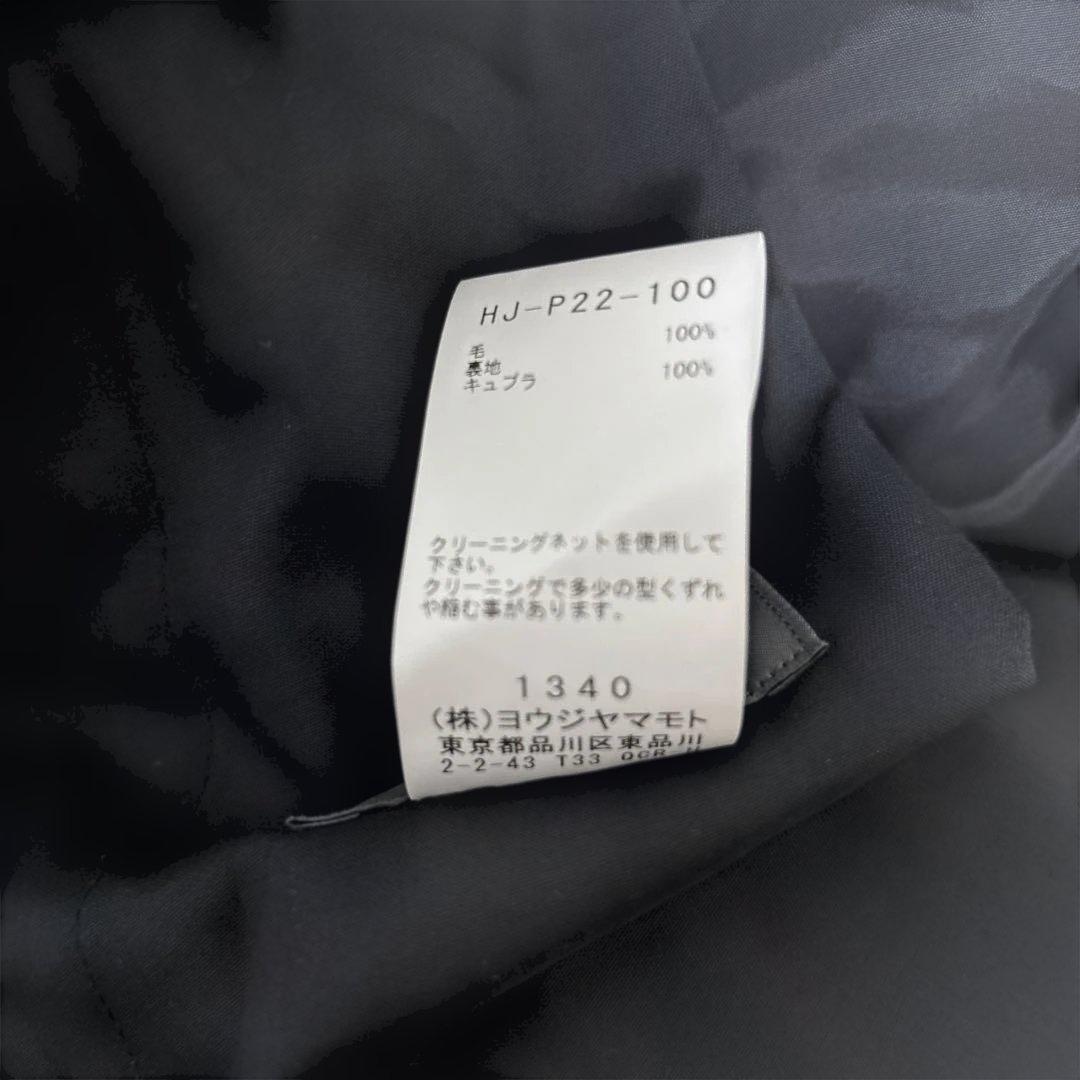 HJ-P22-100
毛 100%
裏地
キュプラ 100%
クリーニングネットを使用して
下さい。
クリーニングで多少の型くずれ
や縮む事があります。
1340
(株)ヨウジヤマモト
東京都品川区東品川
2-2-43 T33